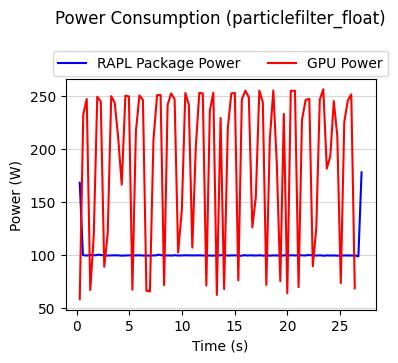 Power Consumption (particlefilter_float)
RAPL Package Power
GPU Power
250
200
150
100
50
Power (W)
0
5
10
15
20
25
Time (s)